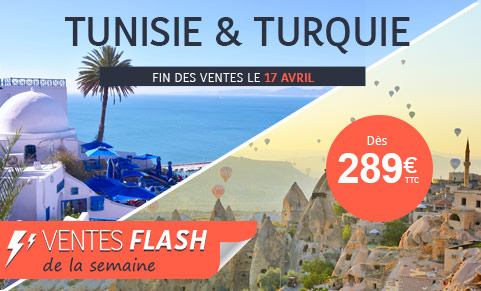 TUNISIE & TURQUIE
FIN DES VENTES LE 17 AVRIL
Dès
289€
TTC
VENTES FLASH
de la semaine